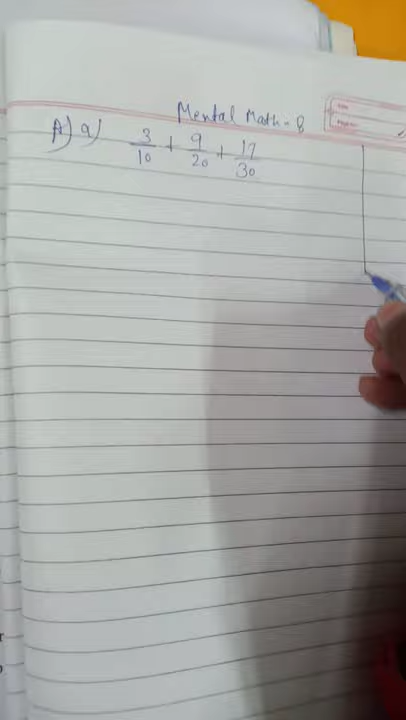 Mental Math - 8
A) a) 3/10 + 9/20 + 17/30